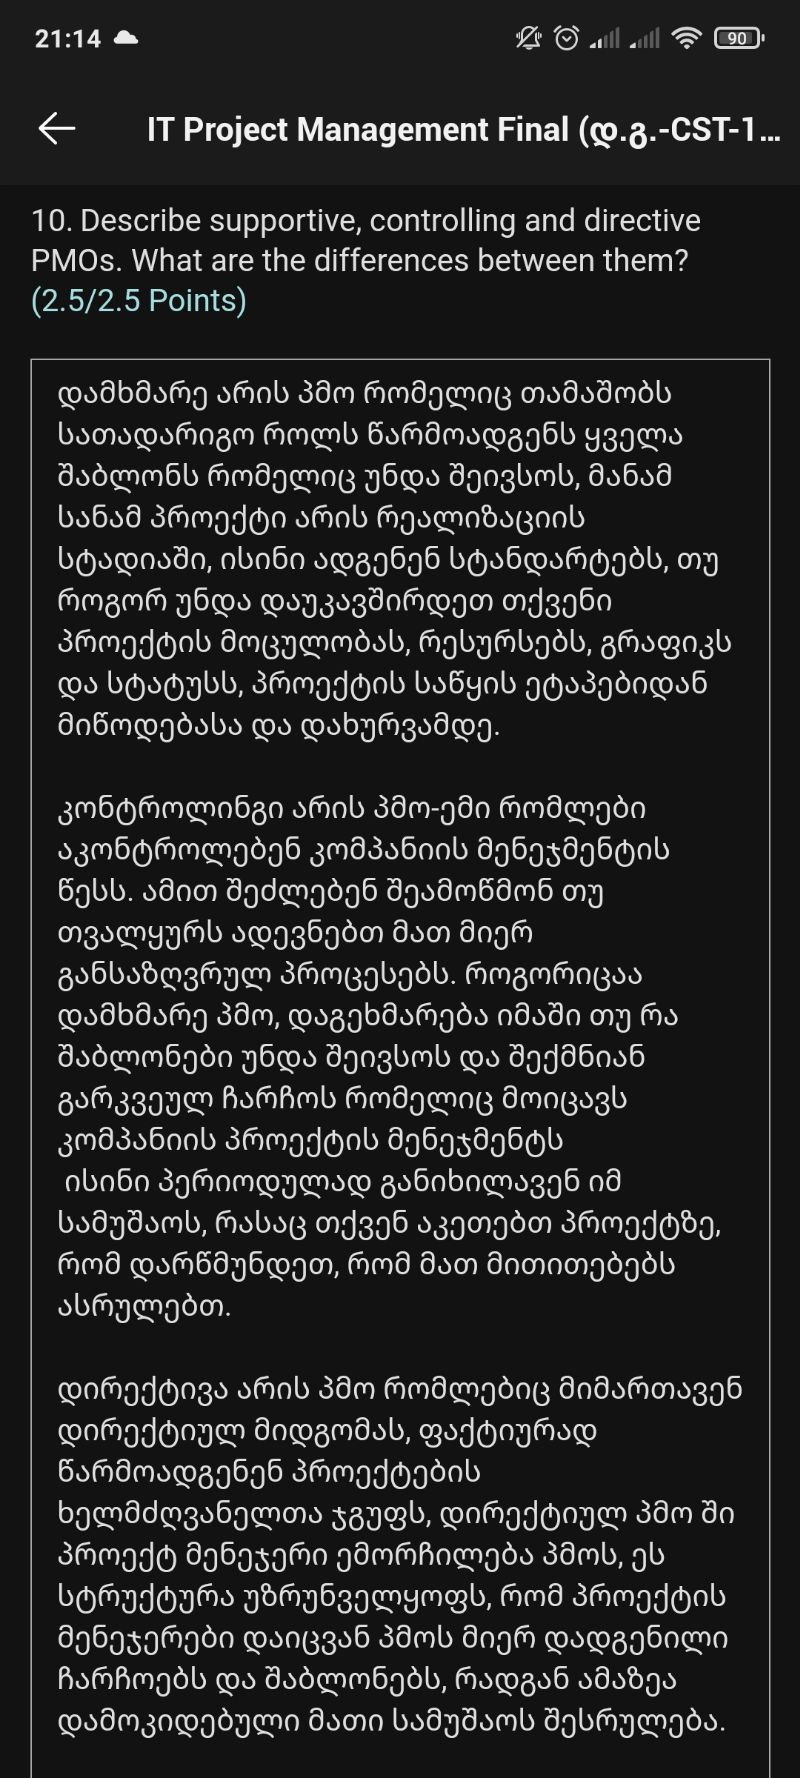 21:14
90
IT Project Management Final (დ.გ.-CST-1...
10. Describe supportive, controlling and directive
PMOs. What are the differences between them?
(2.5/2.5 Points)
დამხმარე არის პმო რომელიც თამაშობს
სათადარიგო როლს წარმოადგენს ყველა
შაბლონს რომელიც უნდა შეივსოს, მანამ
სანამ პროექტი არის რეალიზაციის
სტადიაში, ისინი ადგენენ სტანდარტებს, თუ
როგორ უნდა დაუკავშირდეთ თქვენი
პროექტის მოცულობას, რესურსებს, გრაფიკს
და სტატუსს, პროექტის საწყის ეტაპებიდან
მიწოდებასა და დახურვამდე.
კონტროლინგი არის პმო-ემი რომლები
აკონტროლებენ კომპანიის მენეჯმენტის
წესს. ამით შეძლებენ შეამოწმონ თუ
თვალყურს ადევნებთ მათ მიერ
განსაზღვრულ პროცესებს. როგორიცაა
დამხმარე პმო, დაგეხმარება იმაში თუ რა
შაბლონები უნდა შეივსოს და შექმნიან
გარკვეულ ჩარჩოს რომელიც მოიცავს
კომპანიის პროექტის მენეჯმენტს
ისინი პერიოდულად განიხილავენ იმ
სამუშაოს, რასაც თქვენ აკეთებთ პროექტზე,
რომ დარწმუნდეთ, რომ მათ მითითებებს
ასრულებთ.
დირექტივა არის პმო რომლებიც მიმართავენ
დირექტიულ მიდგომას, ფაქტიურად
წარმოადგენენ პროექტების
ხელმძღვანელთა ჯგუფს, დირექტიულ პმო ში
პროექტ მენეჯერი ემორჩილება პმოს, ეს
სტრუქტურა უზრუნველყოფს, რომ პროექტის
მენეჯერები დაიცვან პმოს მიერ დადგენილი
ჩარჩოებს და შაბლონებს, რადგან ამაზეა
დამოკიდებული მათი სამუშაოს შესრულება.